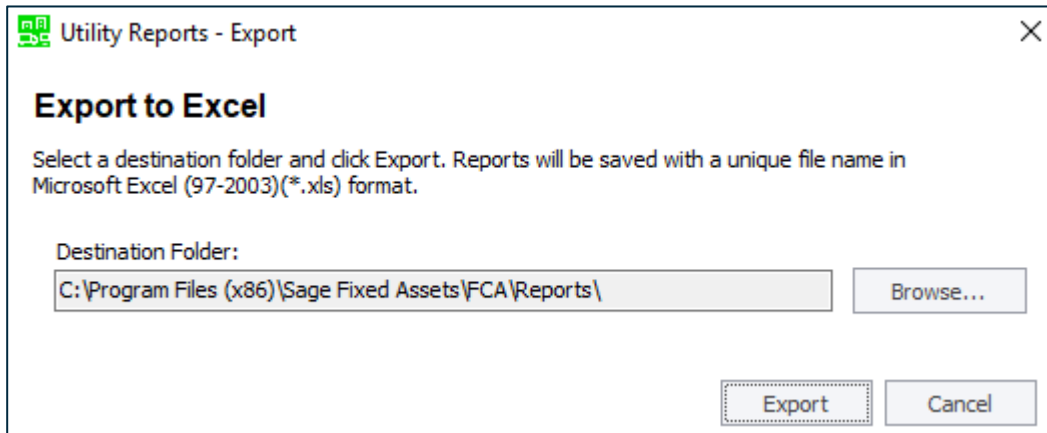 Utility Reports - Export
Export to Excel
Select a destination folder and click Export. Reports will be saved with a unique file name in
Microsoft Excel (97-2003)(*.xls) format.
Destination Folder:
C:\Program Files (x86)\Sage Fixed Assets\FCA\Reports\
Browse...
Export
Cancel